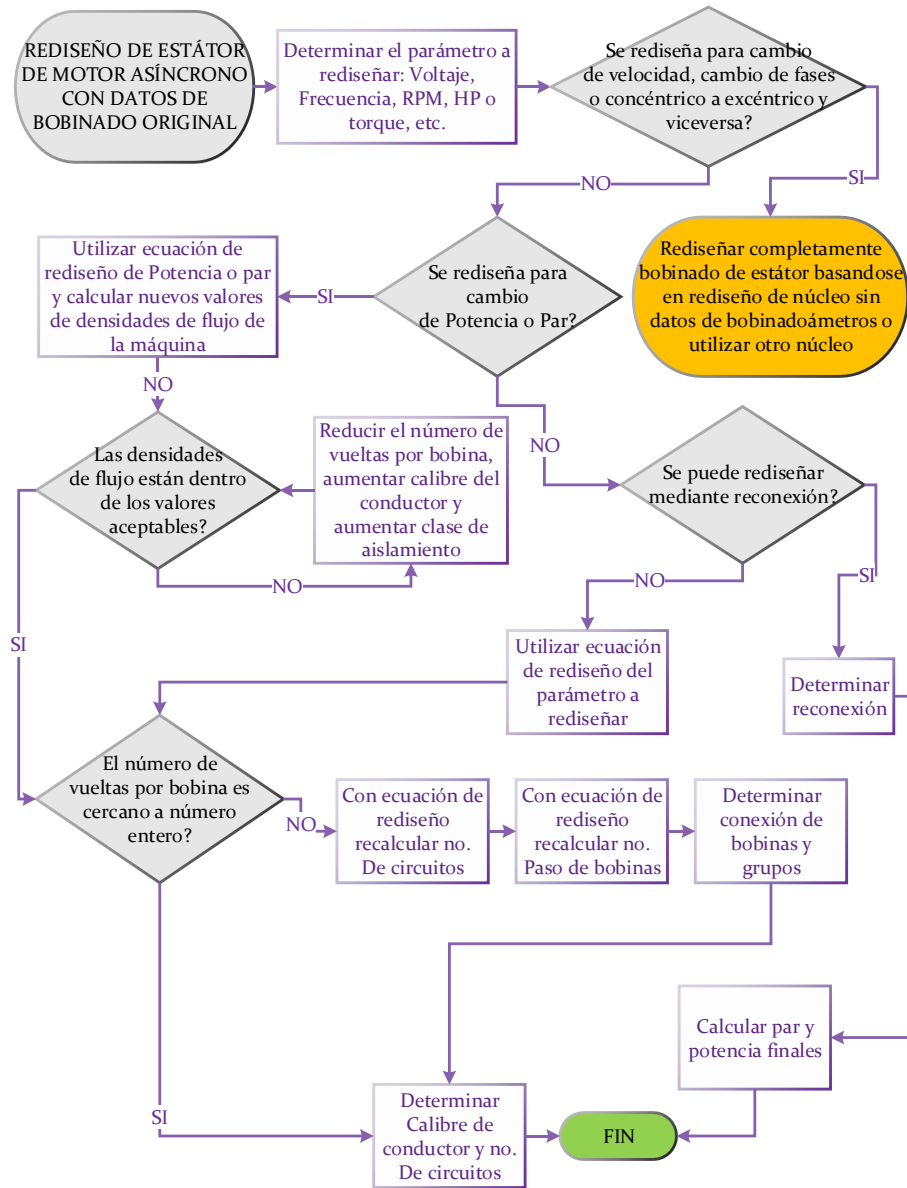 REDISEÑO DE ESTÁTOR
DE MOTOR ASÍNCRONO
CON DATOS DE
BOBINADO ORIGINAL
Determinar el parámetro a
rediseñar: Voltaje,
Frecuencia, RPM, HP o
torque, etc.
Se rediseña para cambio
de velocidad, cambio de fases
o concéntrico a excéntrico y
viceversa?
NO
SI
Utilizar ecuación de
rediseño de Potencia o par
y calcular nuevos valores
de densidades de flujo de
la máquina
SI
Se rediseña para
cambio
de Potencia o Par?
Rediseñar completamente
bobinado de estátor basandose
en rediseño de núcleo sin
datos de bobinadoámetros o
utilizar otro núcleo
NO
NO
Las densidades
de flujo están dentro
de los valores
aceptables?
Reducir el número de
vueltas por bobina,
aumentar calibre del
conductor y
aumentar clase de
aislamiento
Se puede rediseñar
mediante reconexión?
NO
NO
SI
SI
Utilizar ecuación
de rediseño del
parámetro a
rediseñar
Determinar
reconexión
El número de
vueltas por bobina es
cercano a número
entero?
NO
Con ecuación de
rediseño
recalcular no.
De circuitos
Con ecuación de
rediseño
recalcular no.
Paso de bobinas
Determinar
conexión de
bobinas y
grupos
Calcular par y
potencia finales
SI
Determinar
Calibre de
conductor y no.
De circuitos
FIN